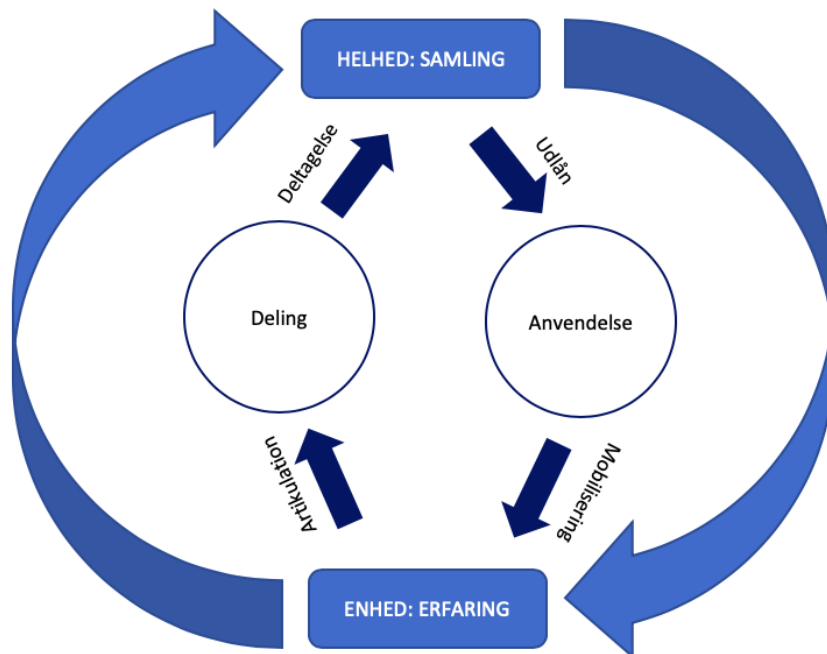 HELHED: SAMLING
Deltagelse
Udlån
Deling
Anvendelse
Artikulation
Mobilisering
ENHED: ERFARING